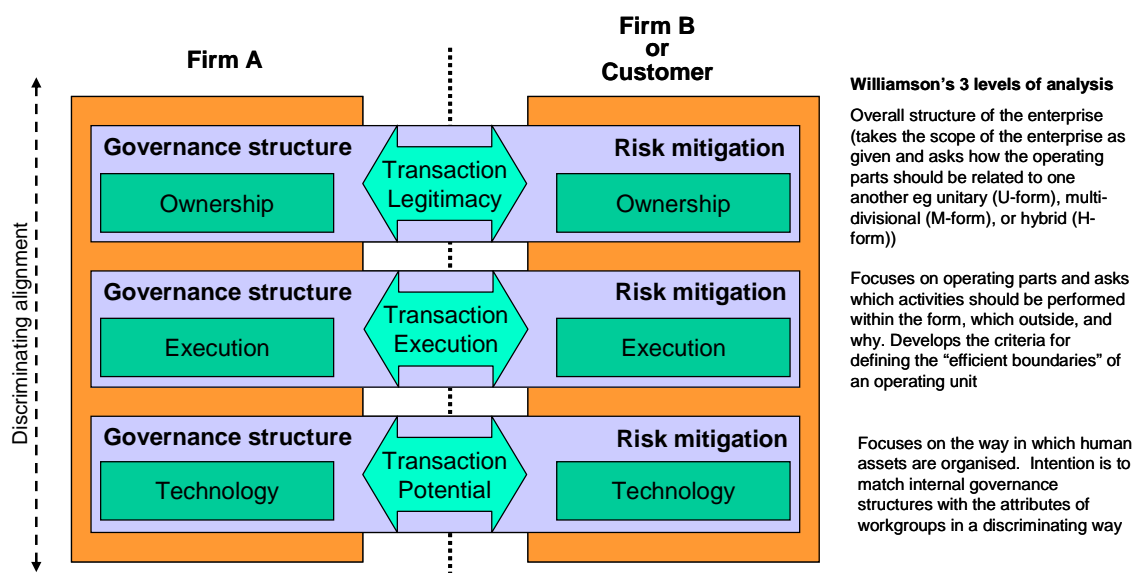 Firm A
Firm B
or
Customer
Discriminating alignment
Governance structure
Ownership
Transaction
Legitimacy
Risk mitigation
Ownership
Governance structure
Execution
Transaction
Execution
Risk mitigation
Execution
Governance structure
Technology
Transaction
Potential
Risk mitigation
Technology
Williamson's 3 levels of analysis
Overall structure of the enterprise
(takes the scope of the enterprise as
given and asks how the operating
parts should be related to one
another eg unitary (U-form), multi-
divisional (M-form), or hybrid (H-
form))
Focuses on operating parts and asks
which activities should be performed
within the form, which outside, and
why. Develops the criteria for
defining the “efficient boundaries” of
an operating unit
Focuses on the way in which human
assets are organised.  Intention is to
match internal governance
structures with the attributes of
workgroups in a discriminating way